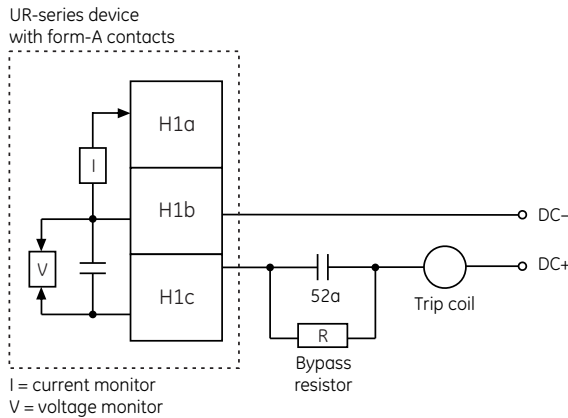 UR-series device
with form-A contacts
H1a
I
H1b
DC–
V
DC+
52a
H1c
Trip coil
R
Bypass
resistor
I = current monitor
V = voltage monitor